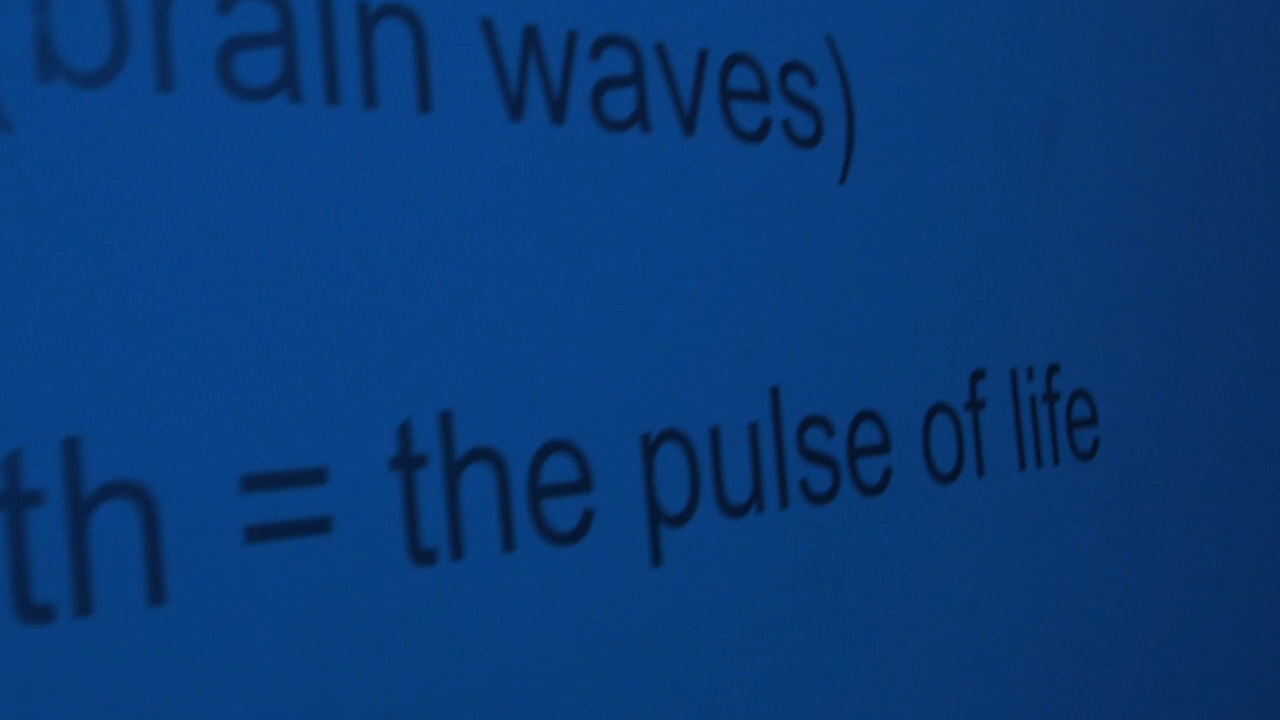 (brain waves)
th = the pulse of life